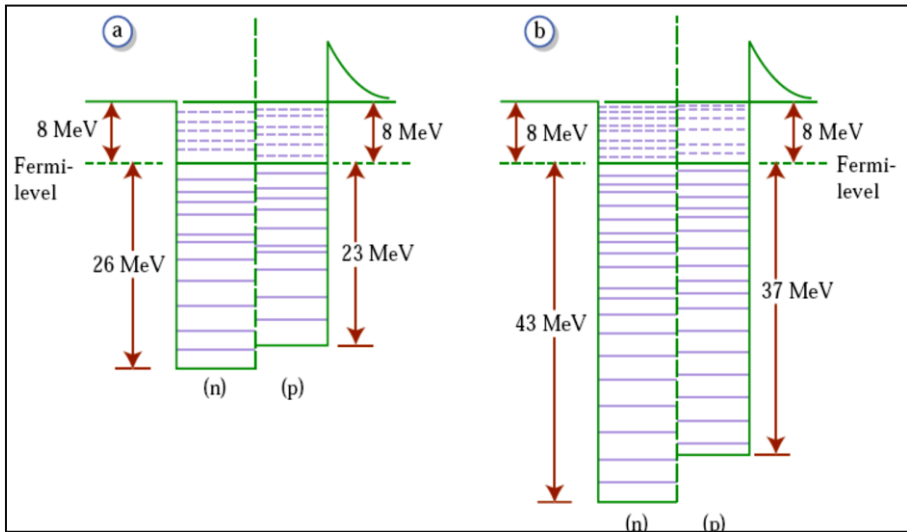 a
8 MeV
8 MeV
Fermi-
level
26 MeV
23 MeV
(n)
(p)
b
8 MeV
8 MeV
Fermi-
level
43 MeV
37 MeV
(n)
(p)